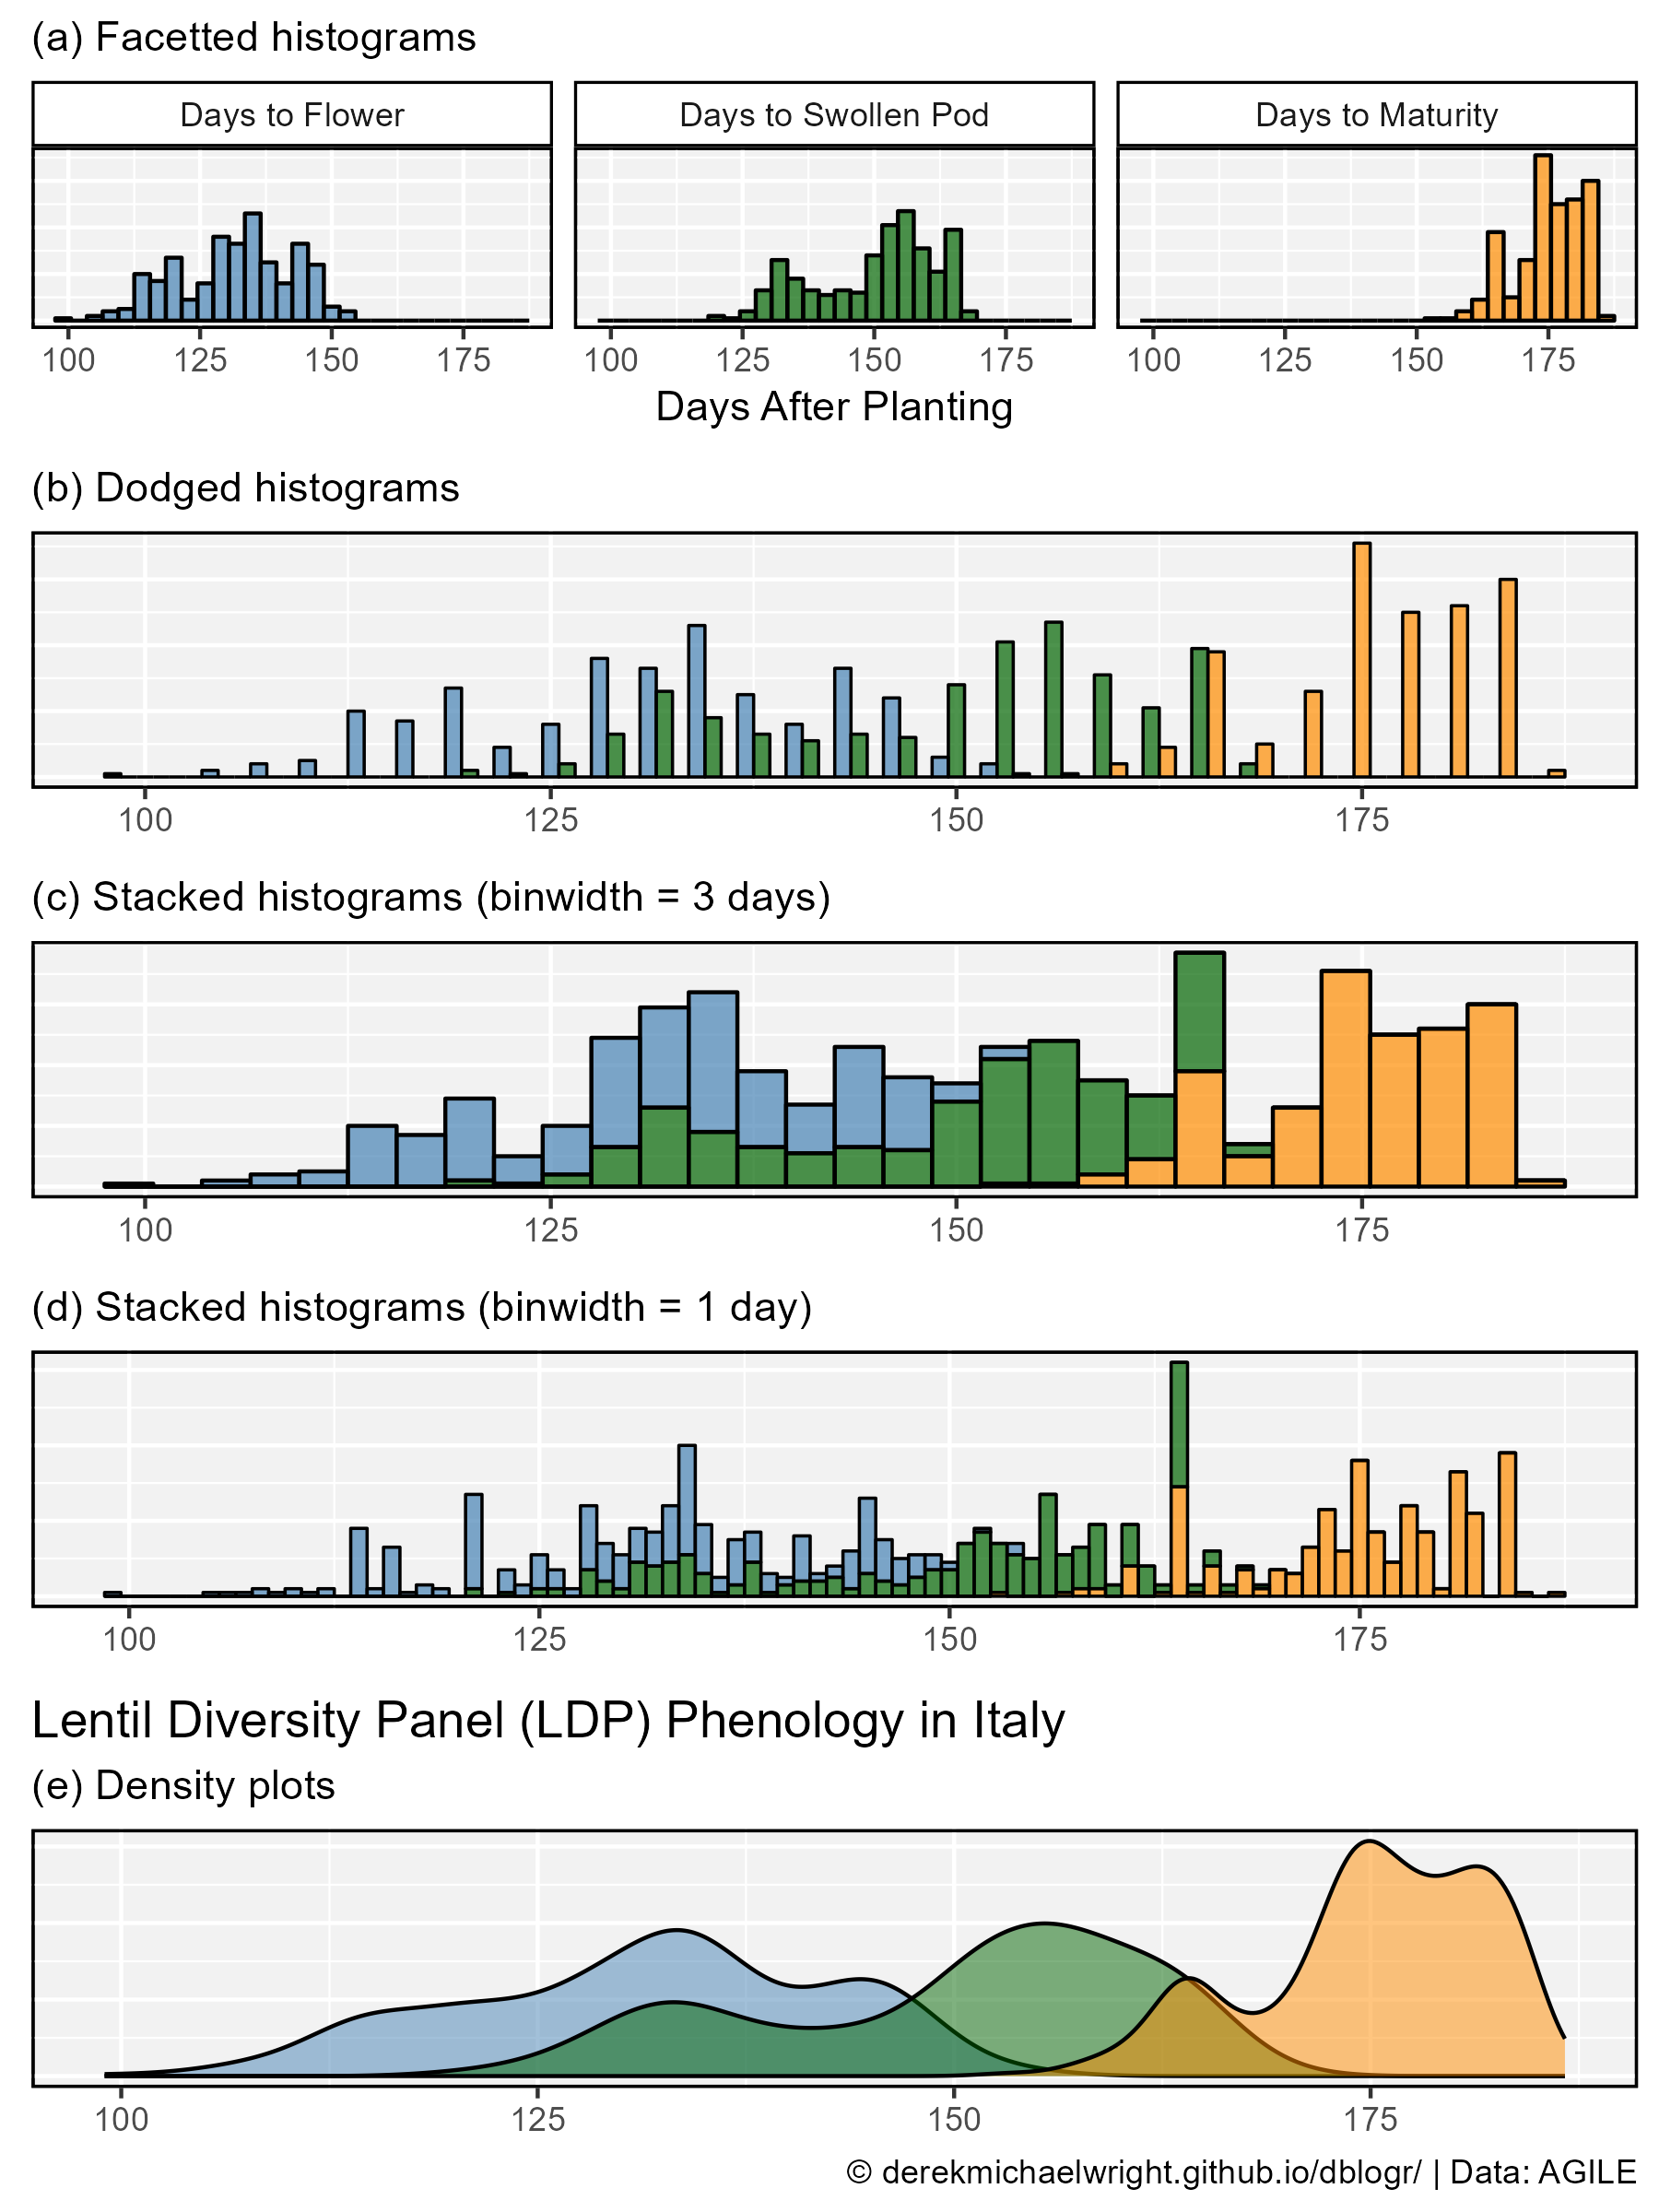 (a) Facetted histograms
Days to Flower
Days to Swollen Pod
Days to Maturity
100 125 150 175 100 125 150 175 100 125 150 175
Days After Planting
(b) Dodged histograms
100 125 150 175
(c) Stacked histograms (binwidth = 3 days)
100 125 150 175
(d) Stacked histograms (binwidth = 1 day)
100 125 150 175
Lentil Diversity Panel (LDP) Phenology in Italy
(e) Density plots
100 125 150 175
© derekmichaelwright.github.io/dblogr/ | Data: AGILE